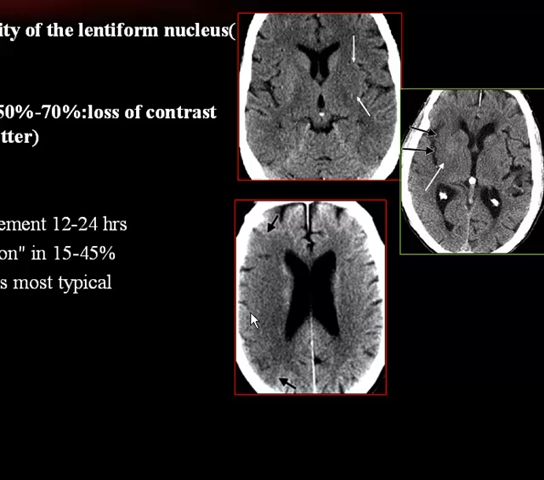 ity of the lentiform nucleus(
50%-70%:loss of contrast
tter)
ement 12-24 hrs
on" in 15-45%
s most typical